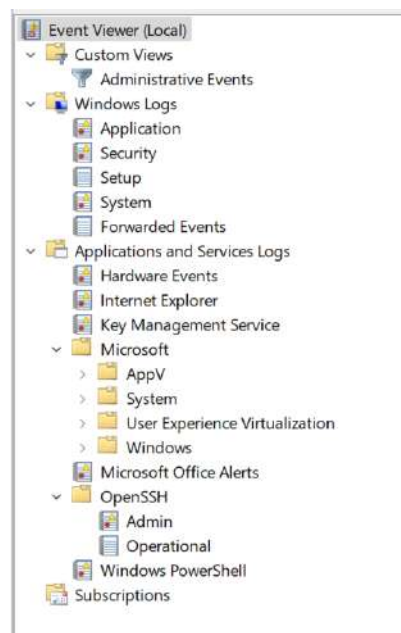 Event Viewer (Local)
Custom Views
Administrative Events
Windows Logs
Application
Security
Setup
System
Forwarded Events
Applications and Services Logs
Hardware Events
Internet Explorer
Key Management Service
Microsoft
AppV
System
User Experience Virtualization
Windows
Microsoft Office Alerts
OpenSSH
Admin
Operational
Windows PowerShell
Subscriptions